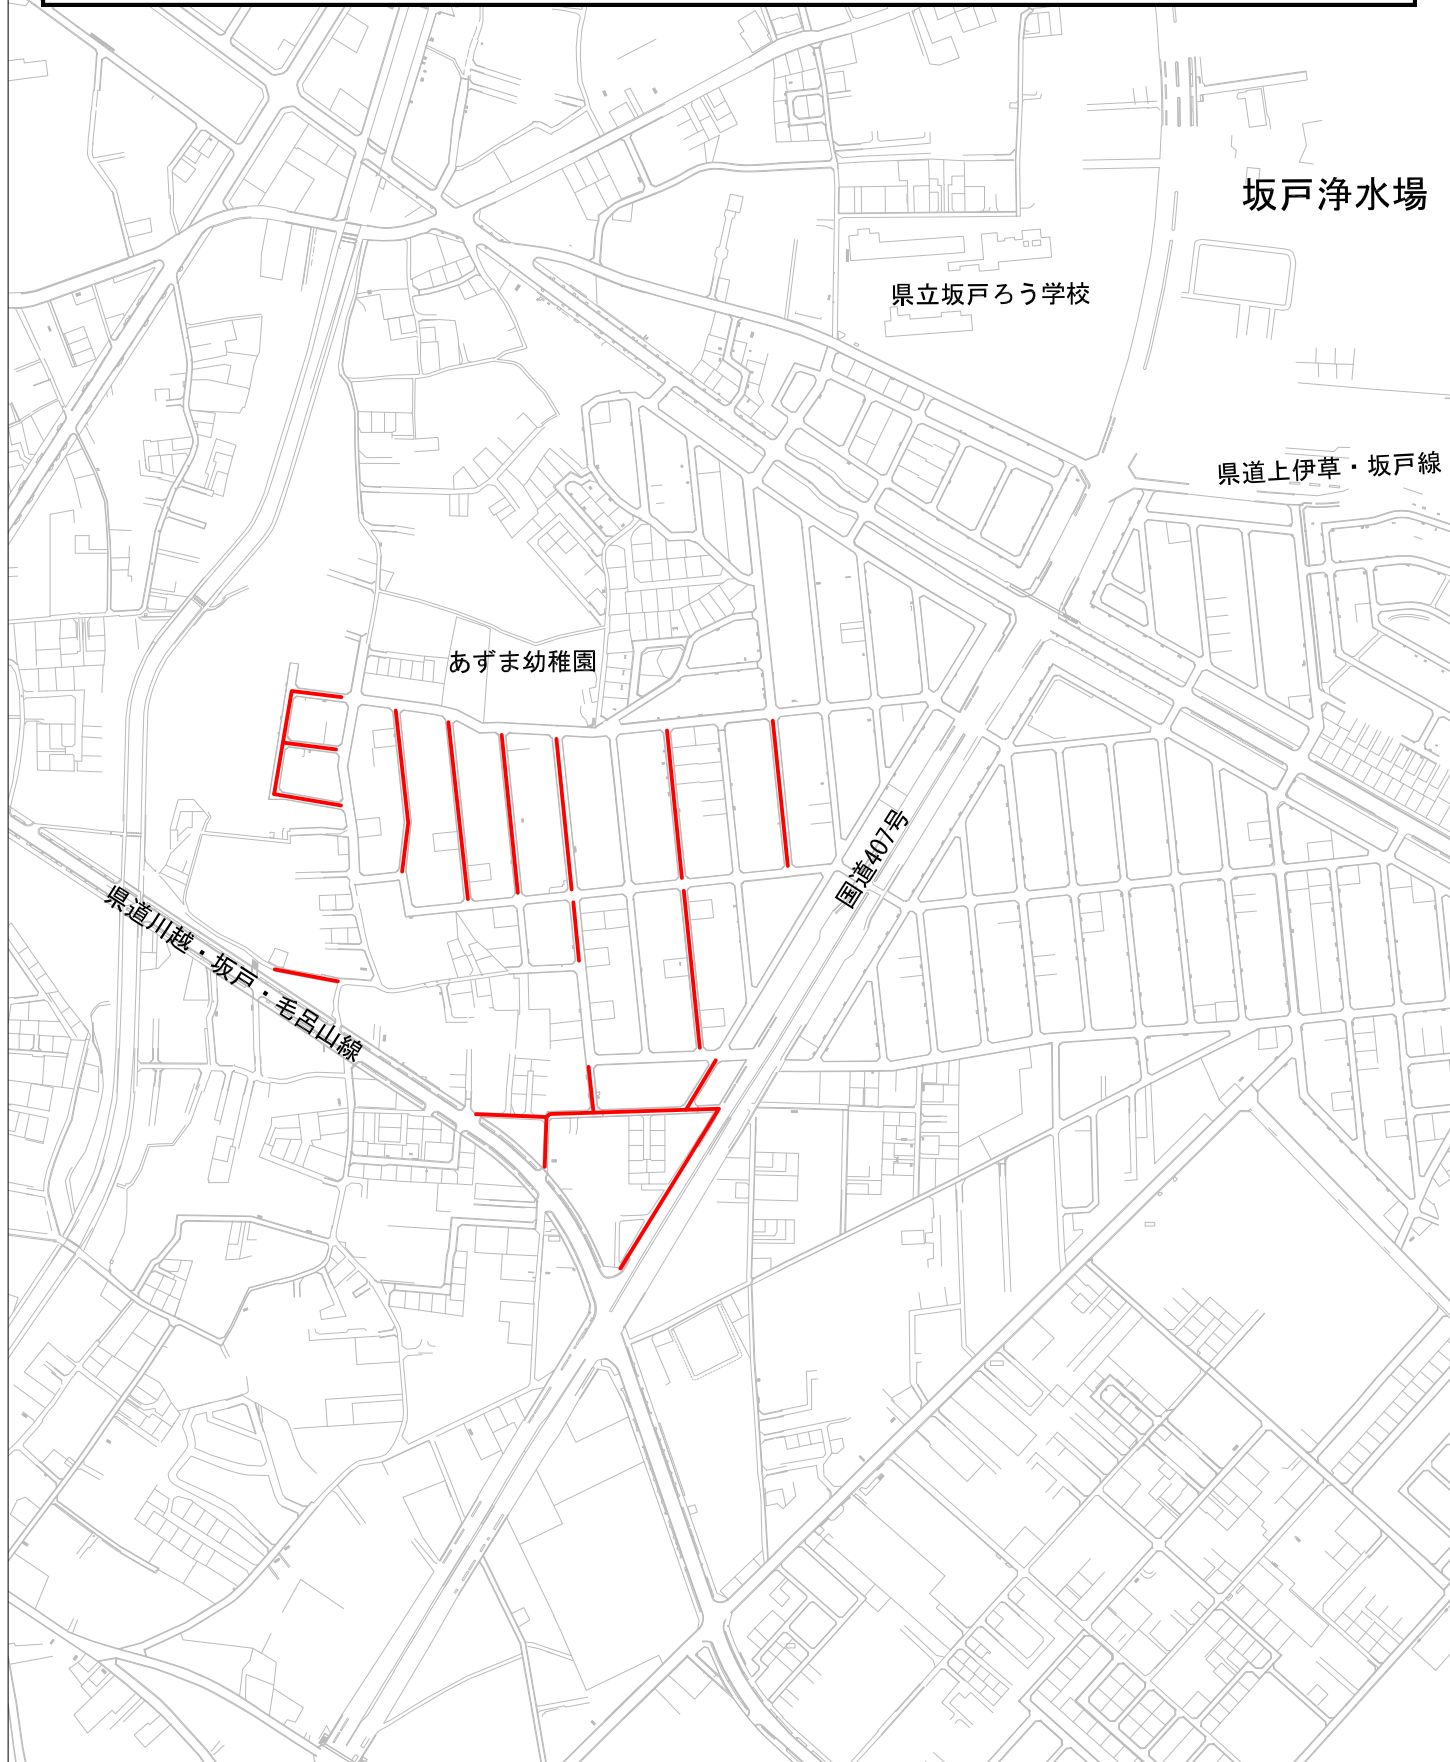 坂戸浄水場
県立坂戸ろう学校
県道上伊草・坂戸線
あずま幼稚園
国道407号
県道川越・坂戸・毛呂山線